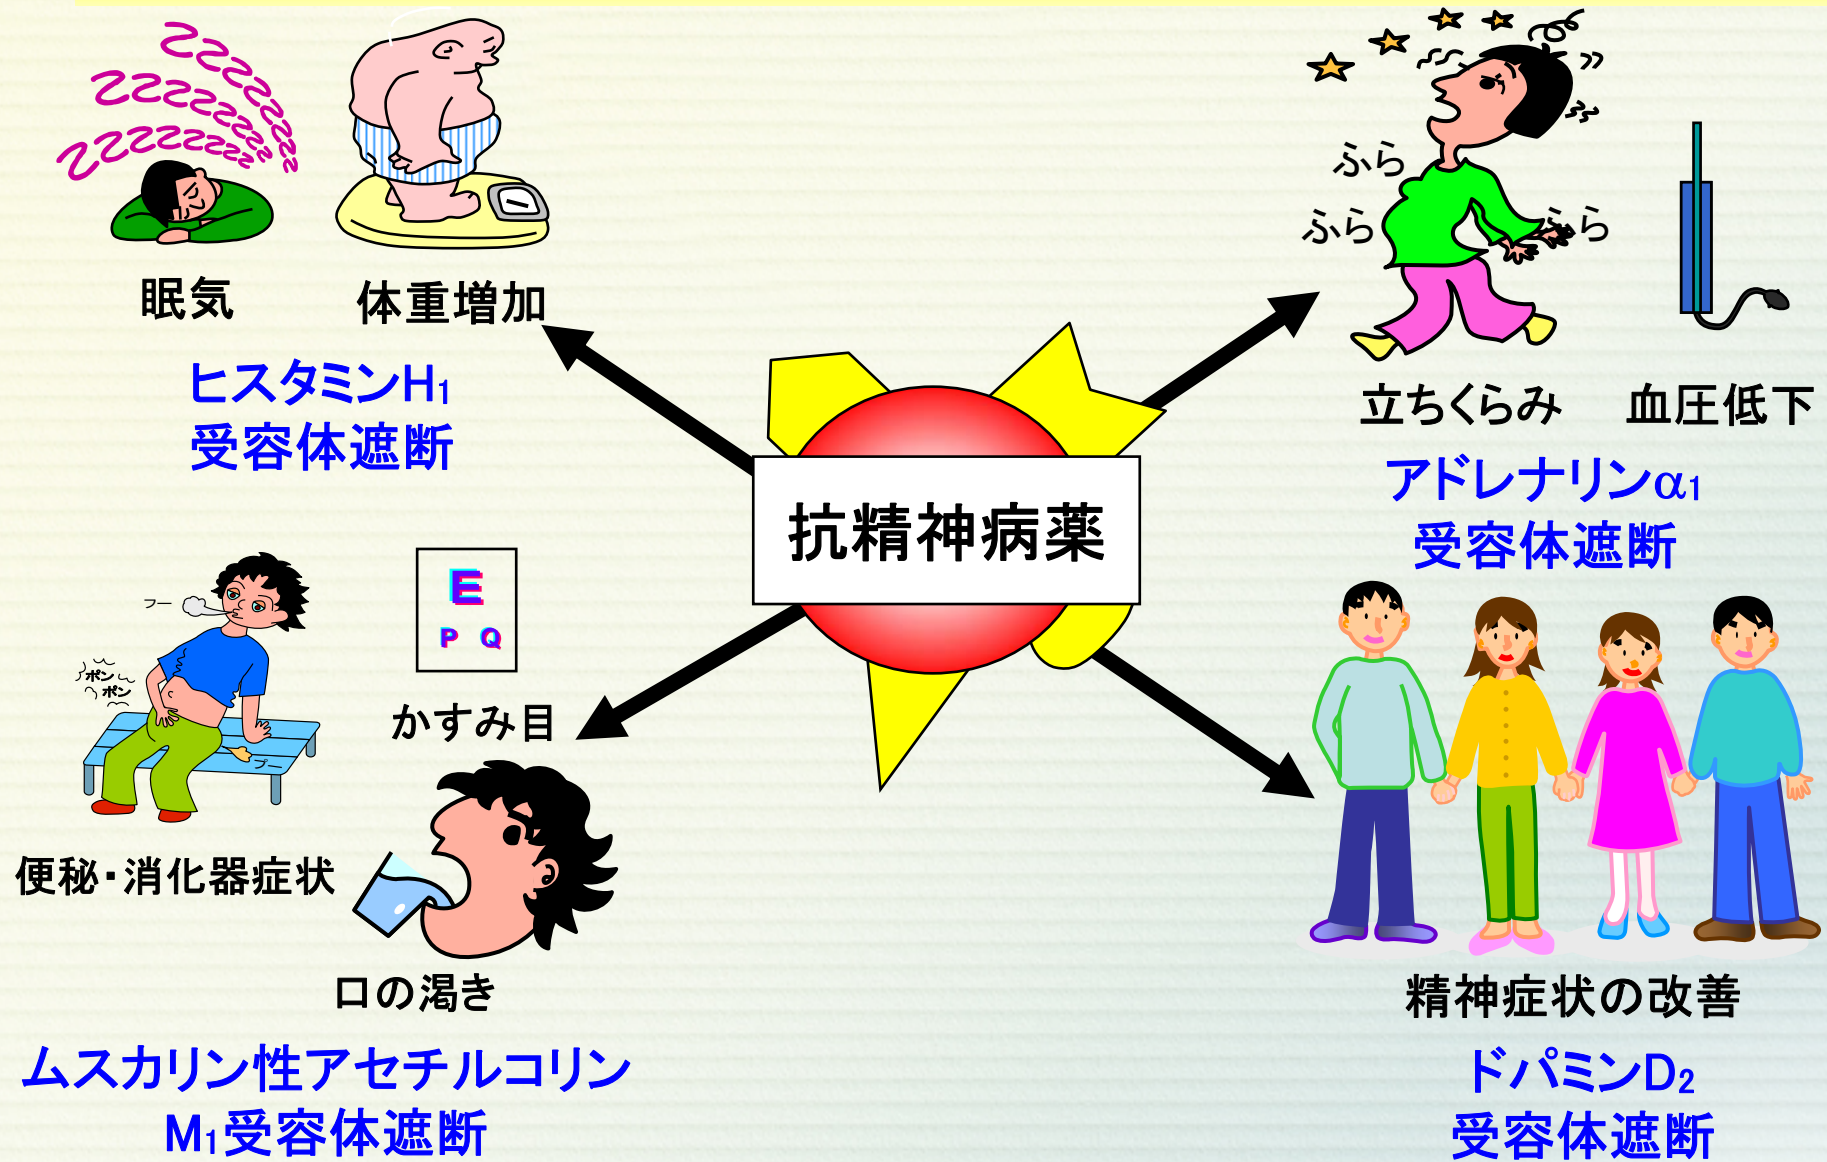 眠気
体重増加
ヒスタミンH₁
受容体遮断
ふら
ふら
ふら
立ちくらみ
血圧低下
アドレナリンα₁
受容体遮断
抗精神病薬
フー
ポン
ポン
プー
E
P Q
かすみ目
便秘・消化器症状
口の渇き
ムスカリン性アセチルコリン
M₁受容体遮断
精神症状の改善
ドパミンD₂
受容体遮断